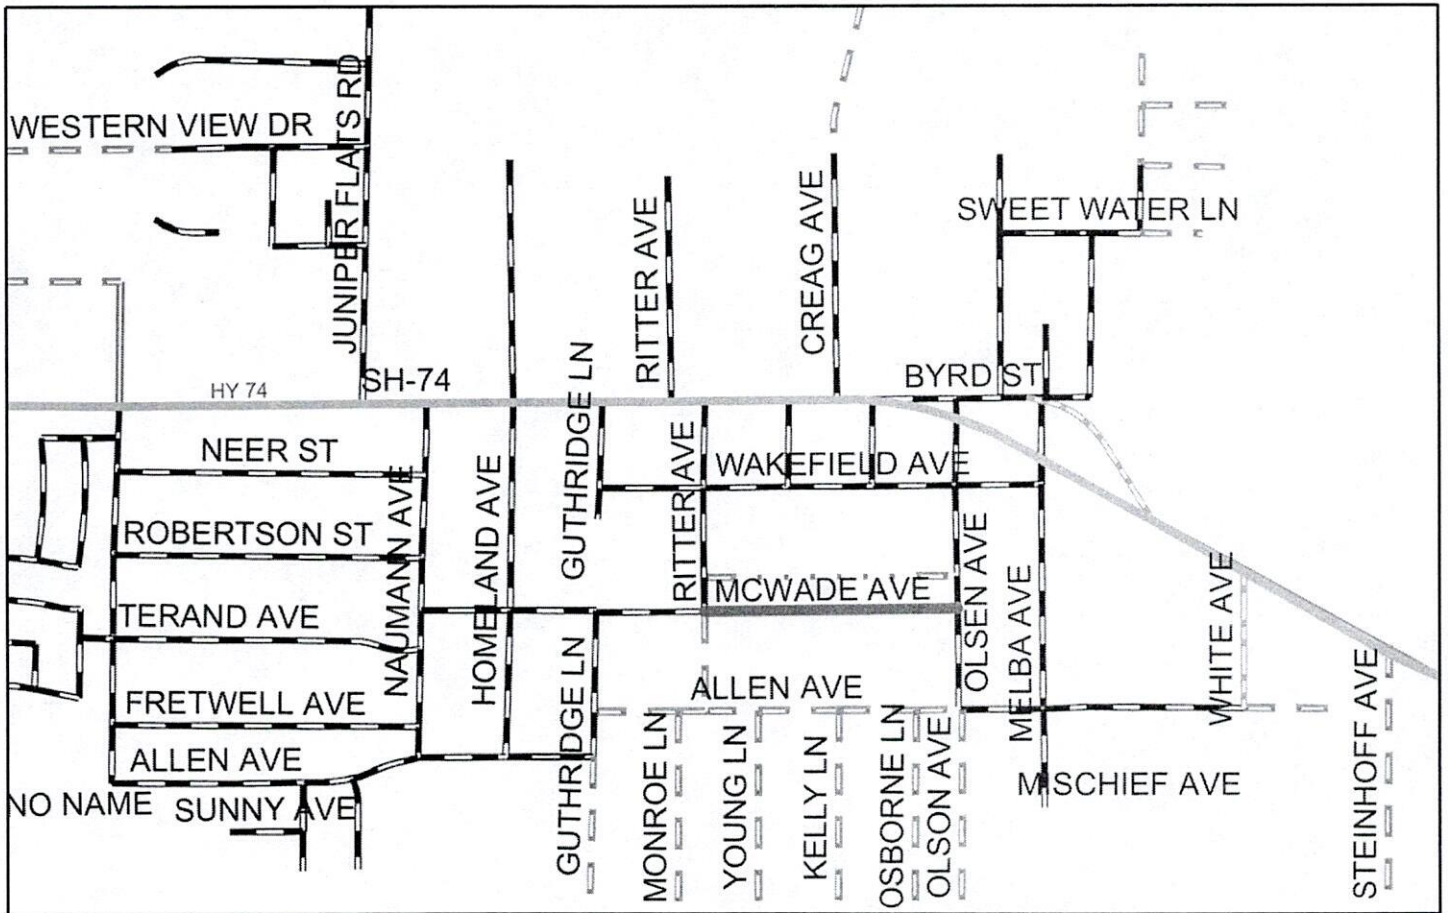 WESTERN VIEW DR
JUNIPER FLATS RD
SWEET WATER LN
RITTER AVE
CREAG AVE
HY 74
SH-74
BYRD ST
NEER ST
NAUMANN AVE
HOMELAND AVE
GUTHRIDGE LN
RITTER AVE
WAKEFIELD AVE
ROBERTSON ST
MCWADE AVE
OLSEN AVE
MELBA AVE
WHITE AVE
TERAND AVE
FRETWELL AVE
GUTHRIDGE LN
ALLEN AVE
ALLEN AVE
MONROE LN
YOUNG LN
KELLY LN
OSBORNE LN
OLSON AVE
MISCHIEF AVE
STEINHOFF AVE
NO NAME
SUNNY AVE